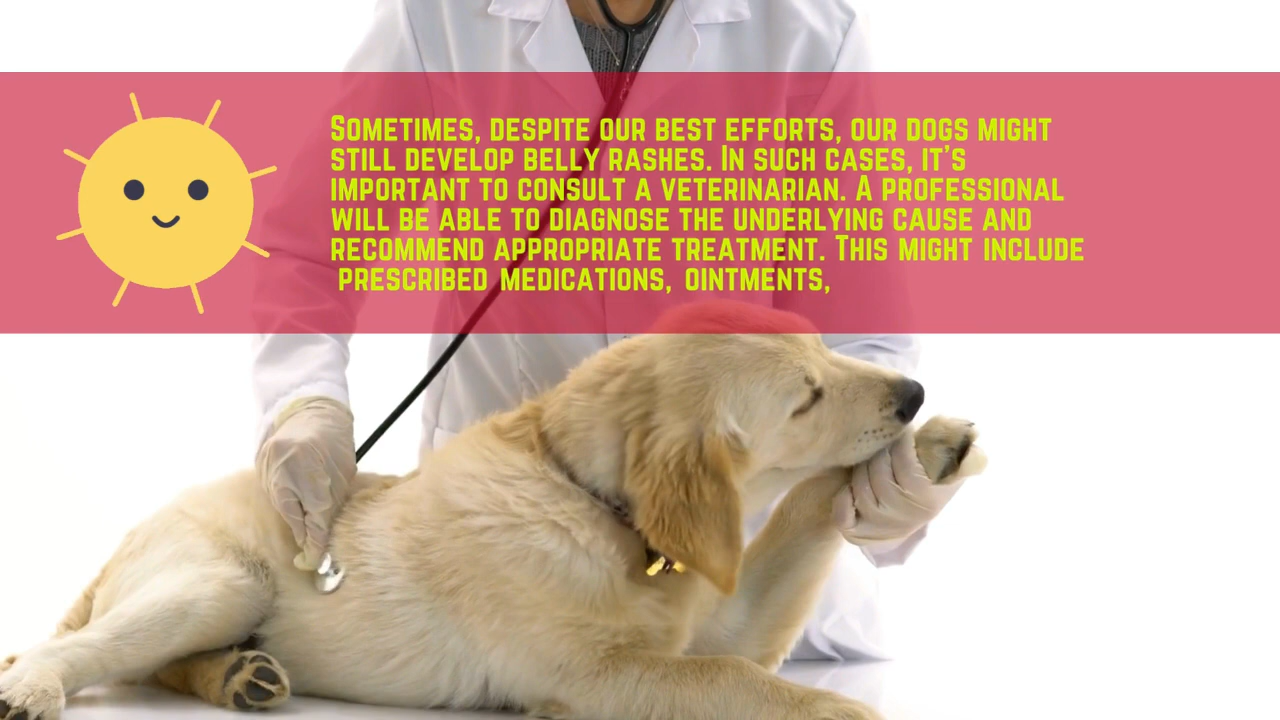 Sometimes, despite our best efforts, our dogs might
still develop belly rashes. In such cases, it's
important to consult a veterinarian. A professional
will be able to diagnose the underlying cause and
recommend appropriate treatment. This might include
prescribed medications, ointments,